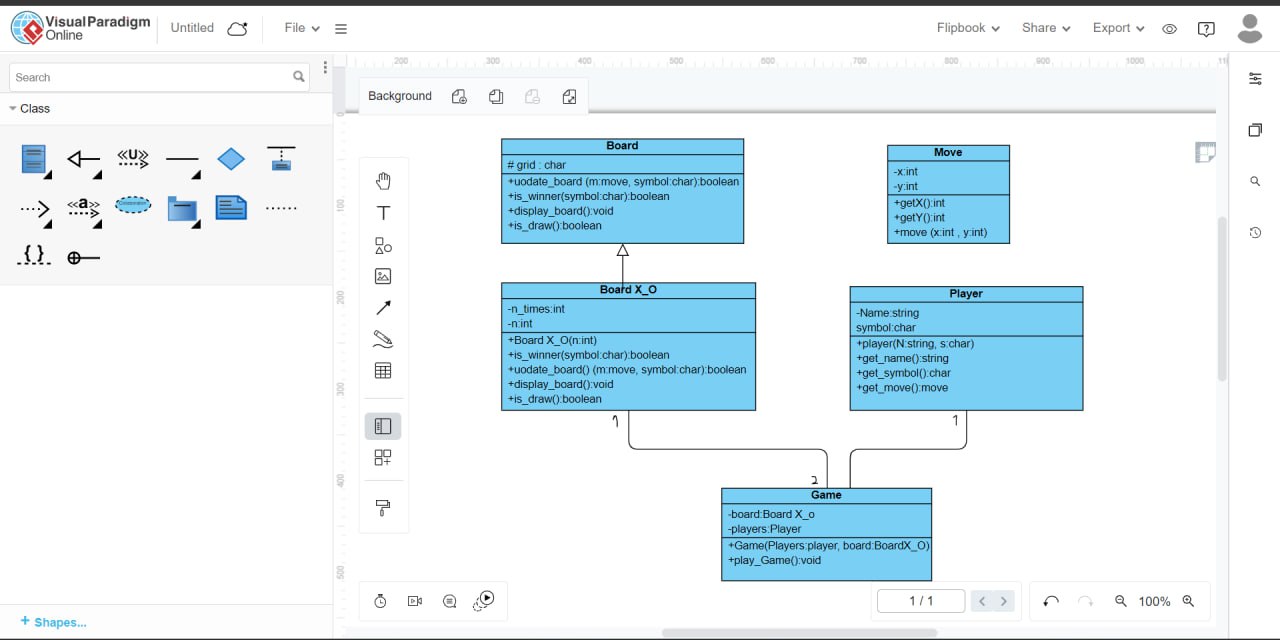 Visual Paradigm
Online
Untitled
File
Flipbook
Share
Export
Search
Class
«U»
«a»
{ }
Shapes...
200
300
400
500
600
700
800
900
1000
0
100
200
300
400
500
Background
Board
# grid : char
+uodate_board (m:move, symbol:char):boolean
+is_winner(symbol:char):boolean
+display_board():void
+is_draw():boolean
Move
-x:int
-y:int
+getX():int
+getY():int
+move (x:int , y:int)
Board X_O
-n_times:int
-n:int
+Board X_O(n:int)
+is_winner(symbol:char):boolean
+uodate_board() (m:move, symbol:char):boolean
+display_board():void
+is_draw():boolean
Player
-Name:string
symbol:char
+player(N:string, s:char)
+get_name():string
+get_symbol():char
+get_move():move
1
1
2
Game
-board:Board X_o
-players:Player
+Game(Players:player, board:BoardX_O)
+play_Game():void
1 / 1
100%